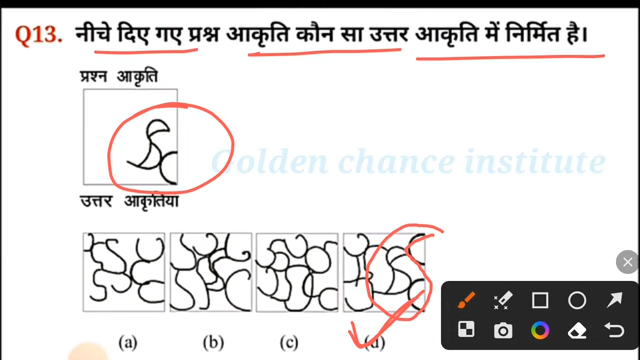 Q13. नीचे दिए गए प्रश्न आकृति कौन सा उत्तर आकृति में निर्मित है।
प्रश्न आकृति
Golden chance institute
उत्तर आकृतिया
(a) (b) (c) (d)